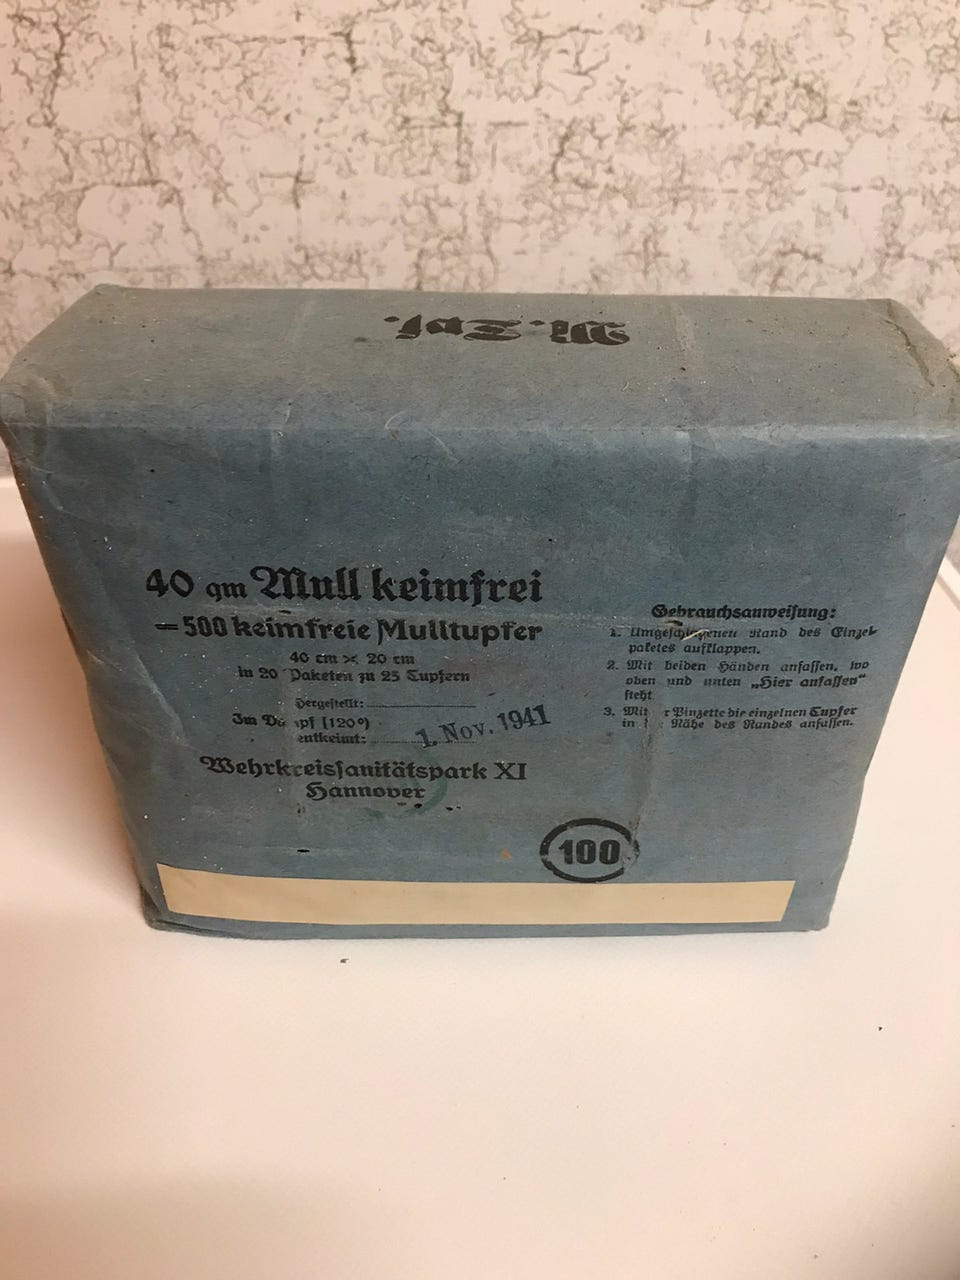 M. Tpf.
40 qm Mull keimfrei
= 500 keimfreie Mulltupfer
40 cm × 20 cm
in 20 Paketen zu 25 Tupfern
Hergestellt:
Im Dampf (120°)
entkeimt: 1. Nov. 1941
Wehrkreissanitätspark XI
Hannover
100
Gebrauchsanweisung:
1. Umgeschlagenen Rand des Einzel-
paketes aufklappen.
2. Mit beiden Händen anfassen, wo
oben und unten „Hier anfassen“
steht
3. Mit r Pinzette die einzelnen Tupfer
in Nähe des Randes anfassen.